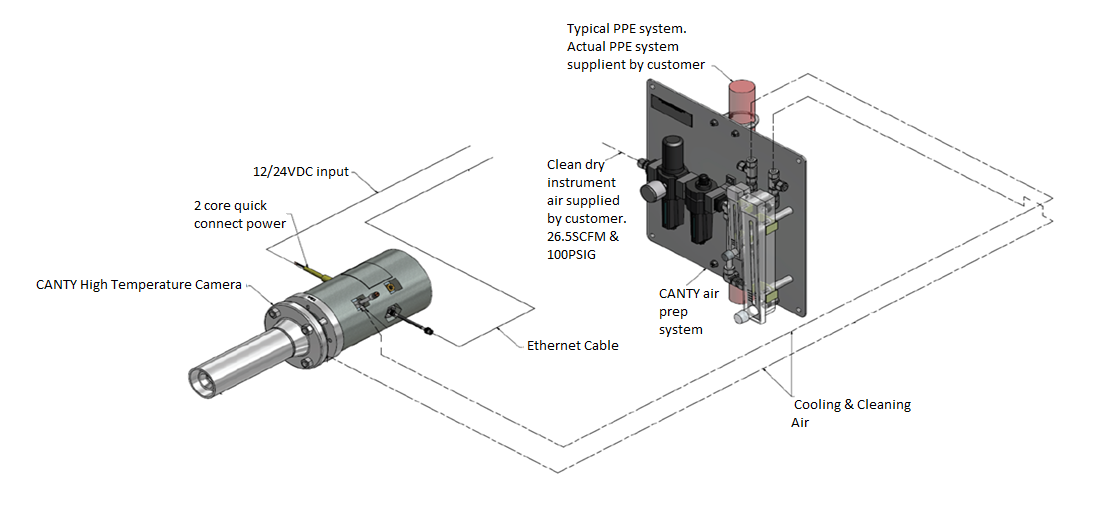 Typical PPE system.
Actual PPE system
supplient by customer
12/24VDC input
Clean dry
instrument
air supplied
by customer.
26.5SCFM &
100PSIG
2 core quick
connect power
CANTY High Temperature Camera
CANTY air
prep
system
Ethernet Cable
Cooling & Cleaning
Air